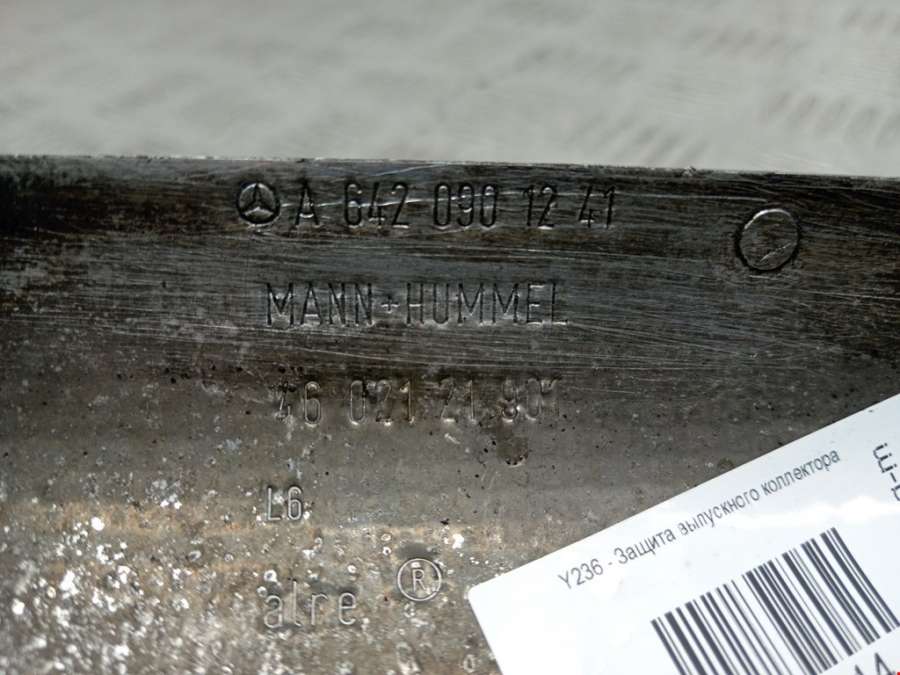 A 642 090 12 41
MANN+HUMMEL
46 021 21 901
L6
alre ®
Y236 - Защита выпускного коллектора